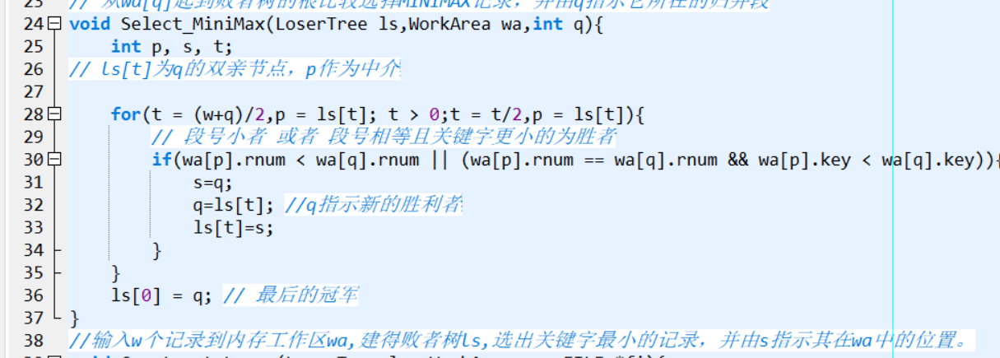 23 // 从wa[q]起到败者树的根比较选择MINIMAX记录，并由q指示它所在的归并段
24 void Select_MiniMax(LoserTree ls,WorkArea wa,int q){
25 int p, s, t;
26 // ls[t]为q的双亲节点，p作为中介
27
28 for(t = (w+q)/2,p = ls[t]; t > 0;t = t/2,p = ls[t]){
29 // 段号小者 或者 段号相等且关键字更小的为胜者
30 if(wa[p].rnum < wa[q].rnum || (wa[p].rnum == wa[q].rnum && wa[p].key < wa[q].key)){
31 s=q;
32 q=ls[t]; //q指示新的胜利者
33 ls[t]=s;
34 }
35 }
36 ls[0] = q; // 最后的冠军
37 }
38 //输入w个记录到内存工作区wa,建得败者树ls,选出关键字最小的记录，并由s指示其在wa中的位置。